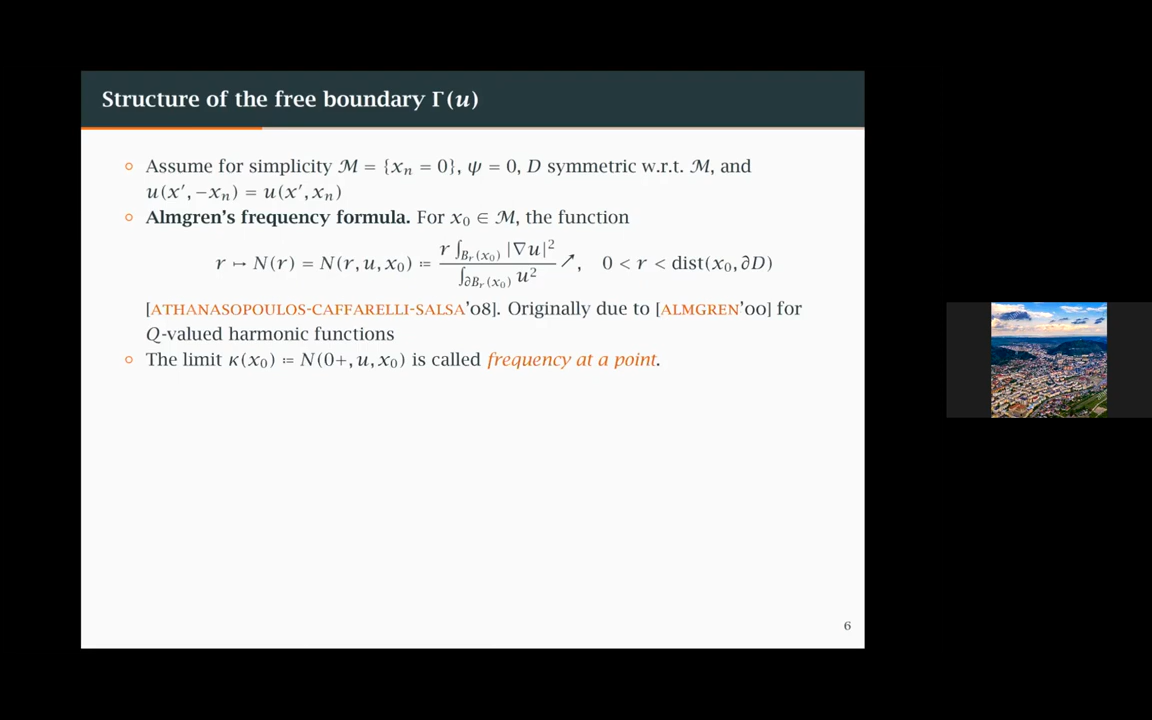 Structure of the free boundary Γ(u)
∘ Assume for simplicity ℳ = {xₙ = 0}, ψ = 0, D symmetric w.r.t. ℳ, and
u(x′, −xₙ) = u(x′, xₙ)
∘ Almgren's frequency formula. For x₀ ∈ ℳ, the function
r ↦ N(r) = N(r, u, x₀) ≔ r ∫_{B_r(x₀)} |∇u|² / ∫_{∂B_r(x₀)} u² ↗, 0 < r < dist(x₀, ∂D)
[ATHANASOPOULOS-CAFFARELLI-SALSA'08]. Originally due to [ALMGREN'00] for
Q-valued harmonic functions
∘ The limit κ(x₀) ≔ N(0+, u, x₀) is called frequency at a point.
6